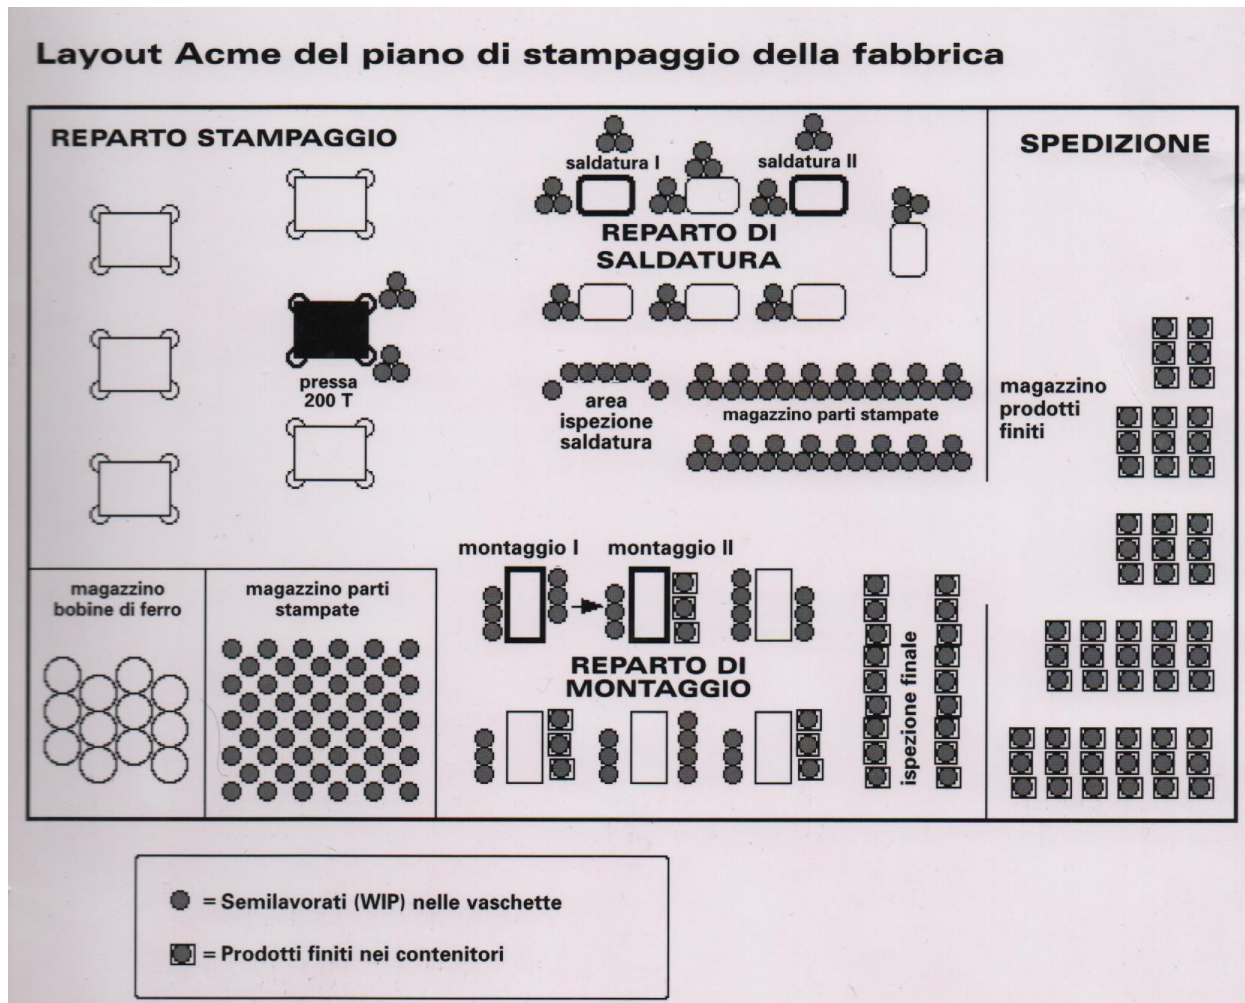 Layout Acme del piano di stampaggio della fabbrica
REPARTO STAMPAGGIO
pressa
200 T
saldatura I
saldatura II
REPARTO DI
SALDATURA
area
ispezione
saldatura
magazzino parti stampate
SPEDIZIONE
magazzino
prodotti
finiti
magazzino
bobine di ferro
magazzino parti
stampate
montaggio I
montaggio II
REPARTO DI
MONTAGGIO
ispezione finale
= Semilavorati (WIP) nelle vaschette
= Prodotti finiti nei contenitori